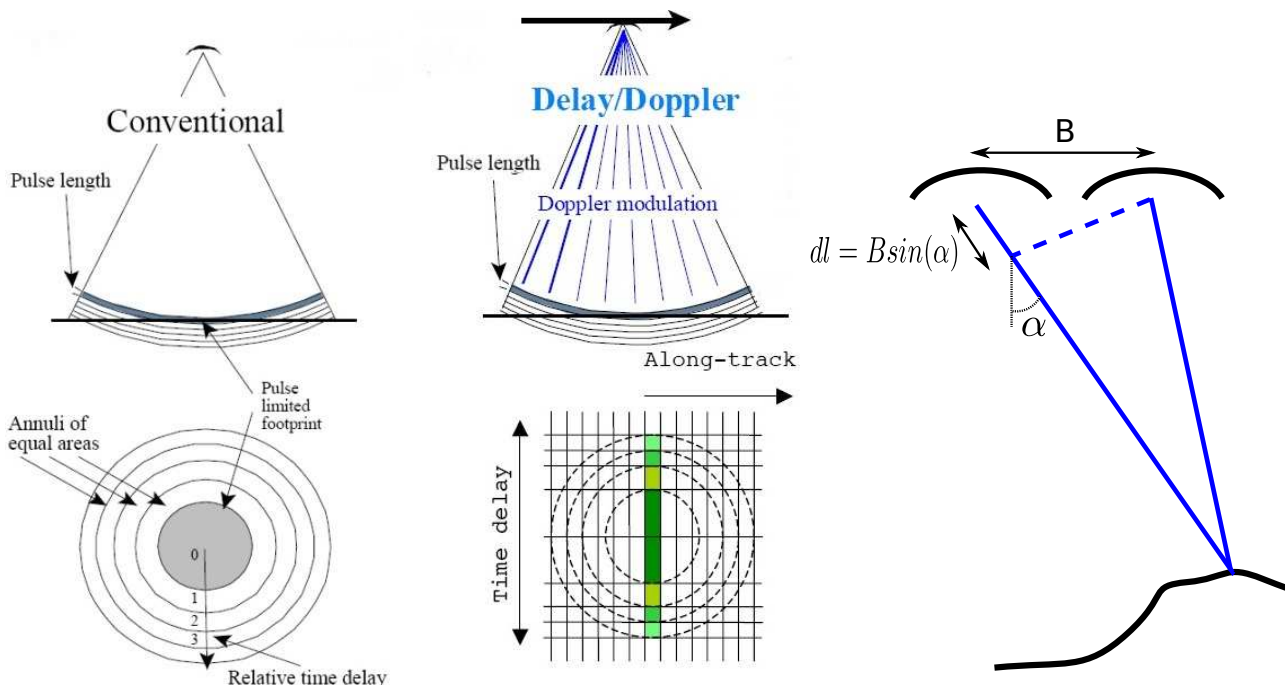 Conventional
Pulse length
Pulse
limited
footprint
Annuli of
equal areas
0
1
2
3
Relative time delay
Delay/Doppler
Pulse length
Doppler modulation
Along-track
Time delay
B
dl = Bsin(α)
α